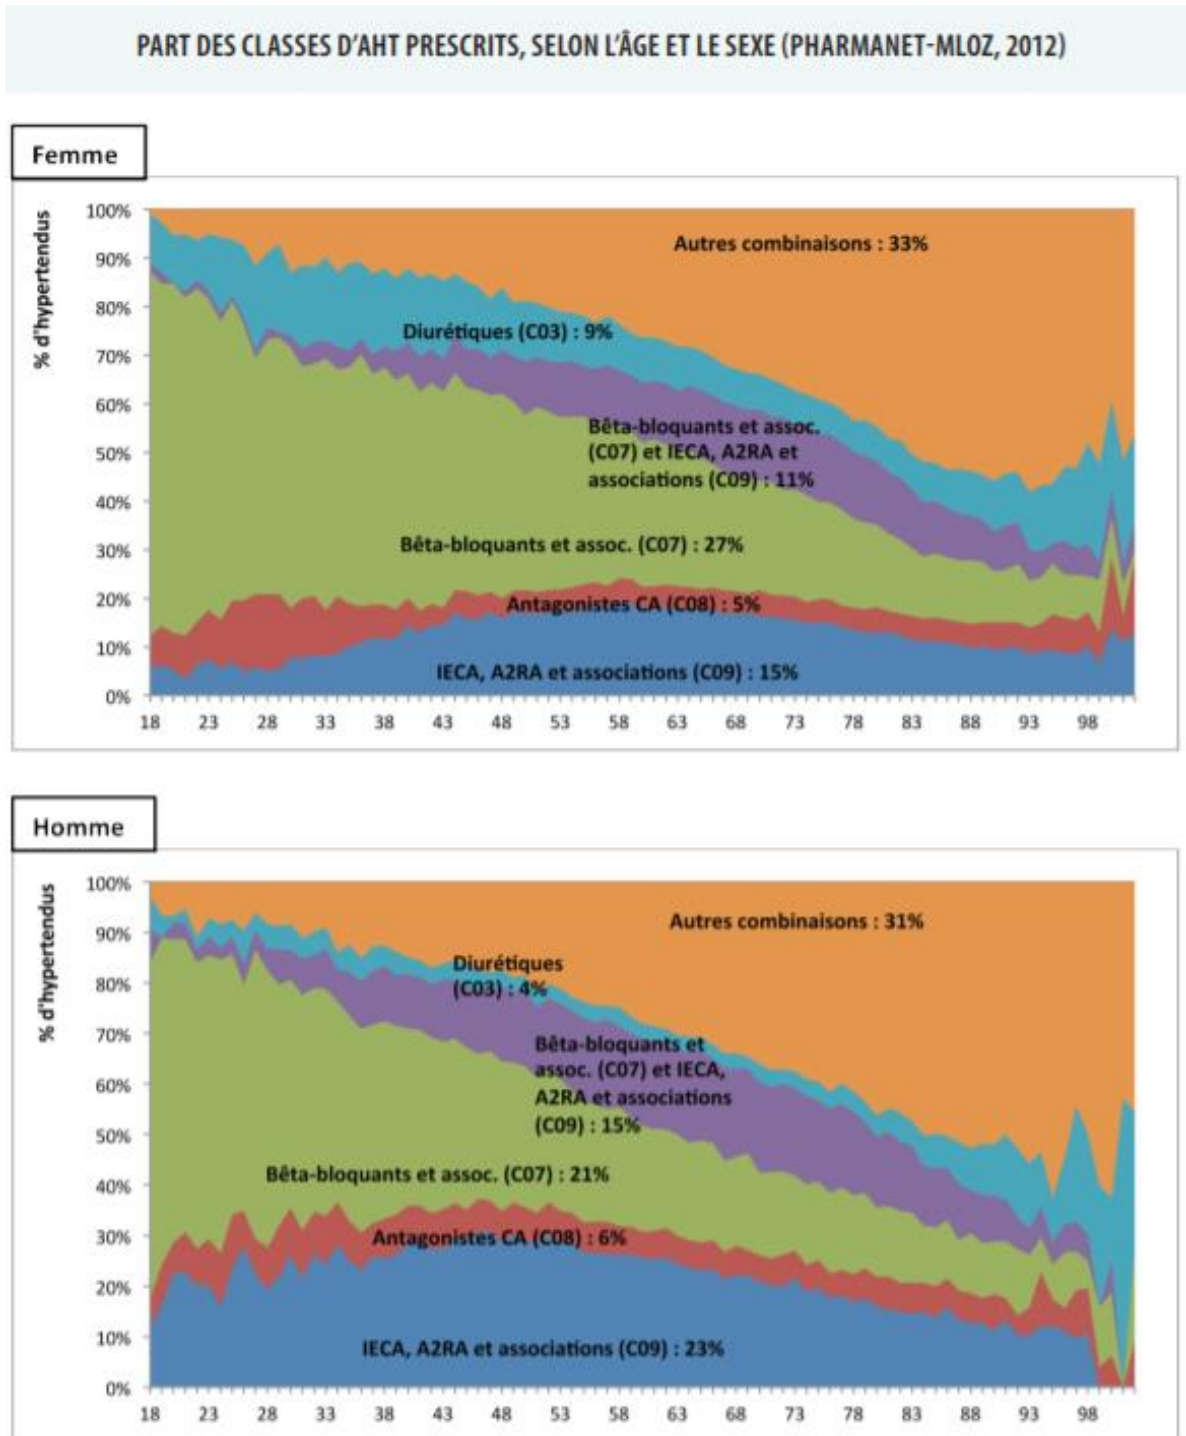 PART DES CLASSES D'AHT PRESCRITS, SELON L'ÂGE ET LE SEXE (PHARMANET-MLOZ, 2012)
Femme
% d'hypertendus
100%
90%
80%
70%
60%
50%
40%
30%
20%
10%
0%
Autres combinaisons : 33%
Diurétiques (C03) : 9%
Bêta-bloquants et assoc.
(C07) et IECA, A2RA et
associations (C09) : 11%
Bêta-bloquants et assoc. (C07) : 27%
Antagonistes CA (C08) : 5%
IECA, A2RA et associations (C09) : 15%
18 23 28 33 38 43 48 53 58 63 68 73 78 83 88 93 98
Homme
% d'hypertendus
100%
90%
80%
70%
60%
50%
40%
30%
20%
10%
0%
Autres combinaisons : 31%
Diurétiques
(C03) : 4%
Bêta-bloquants et
assoc. (C07) et IECA,
A2RA et associations
(C09) : 15%
Bêta-bloquants et assoc. (C07) : 21%
Antagonistes CA (C08) : 6%
IECA, A2RA et associations (C09) : 23%
18 23 28 33 38 43 48 53 58 63 68 73 78 83 88 93 98